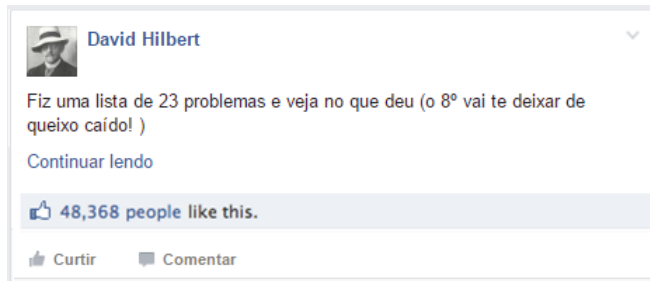 David Hilbert
Fiz uma lista de 23 problemas e veja no que deu (o 8º vai te deixar de
queixo caído! )
Continuar lendo
48,368 people like this.
Curtir Comentar